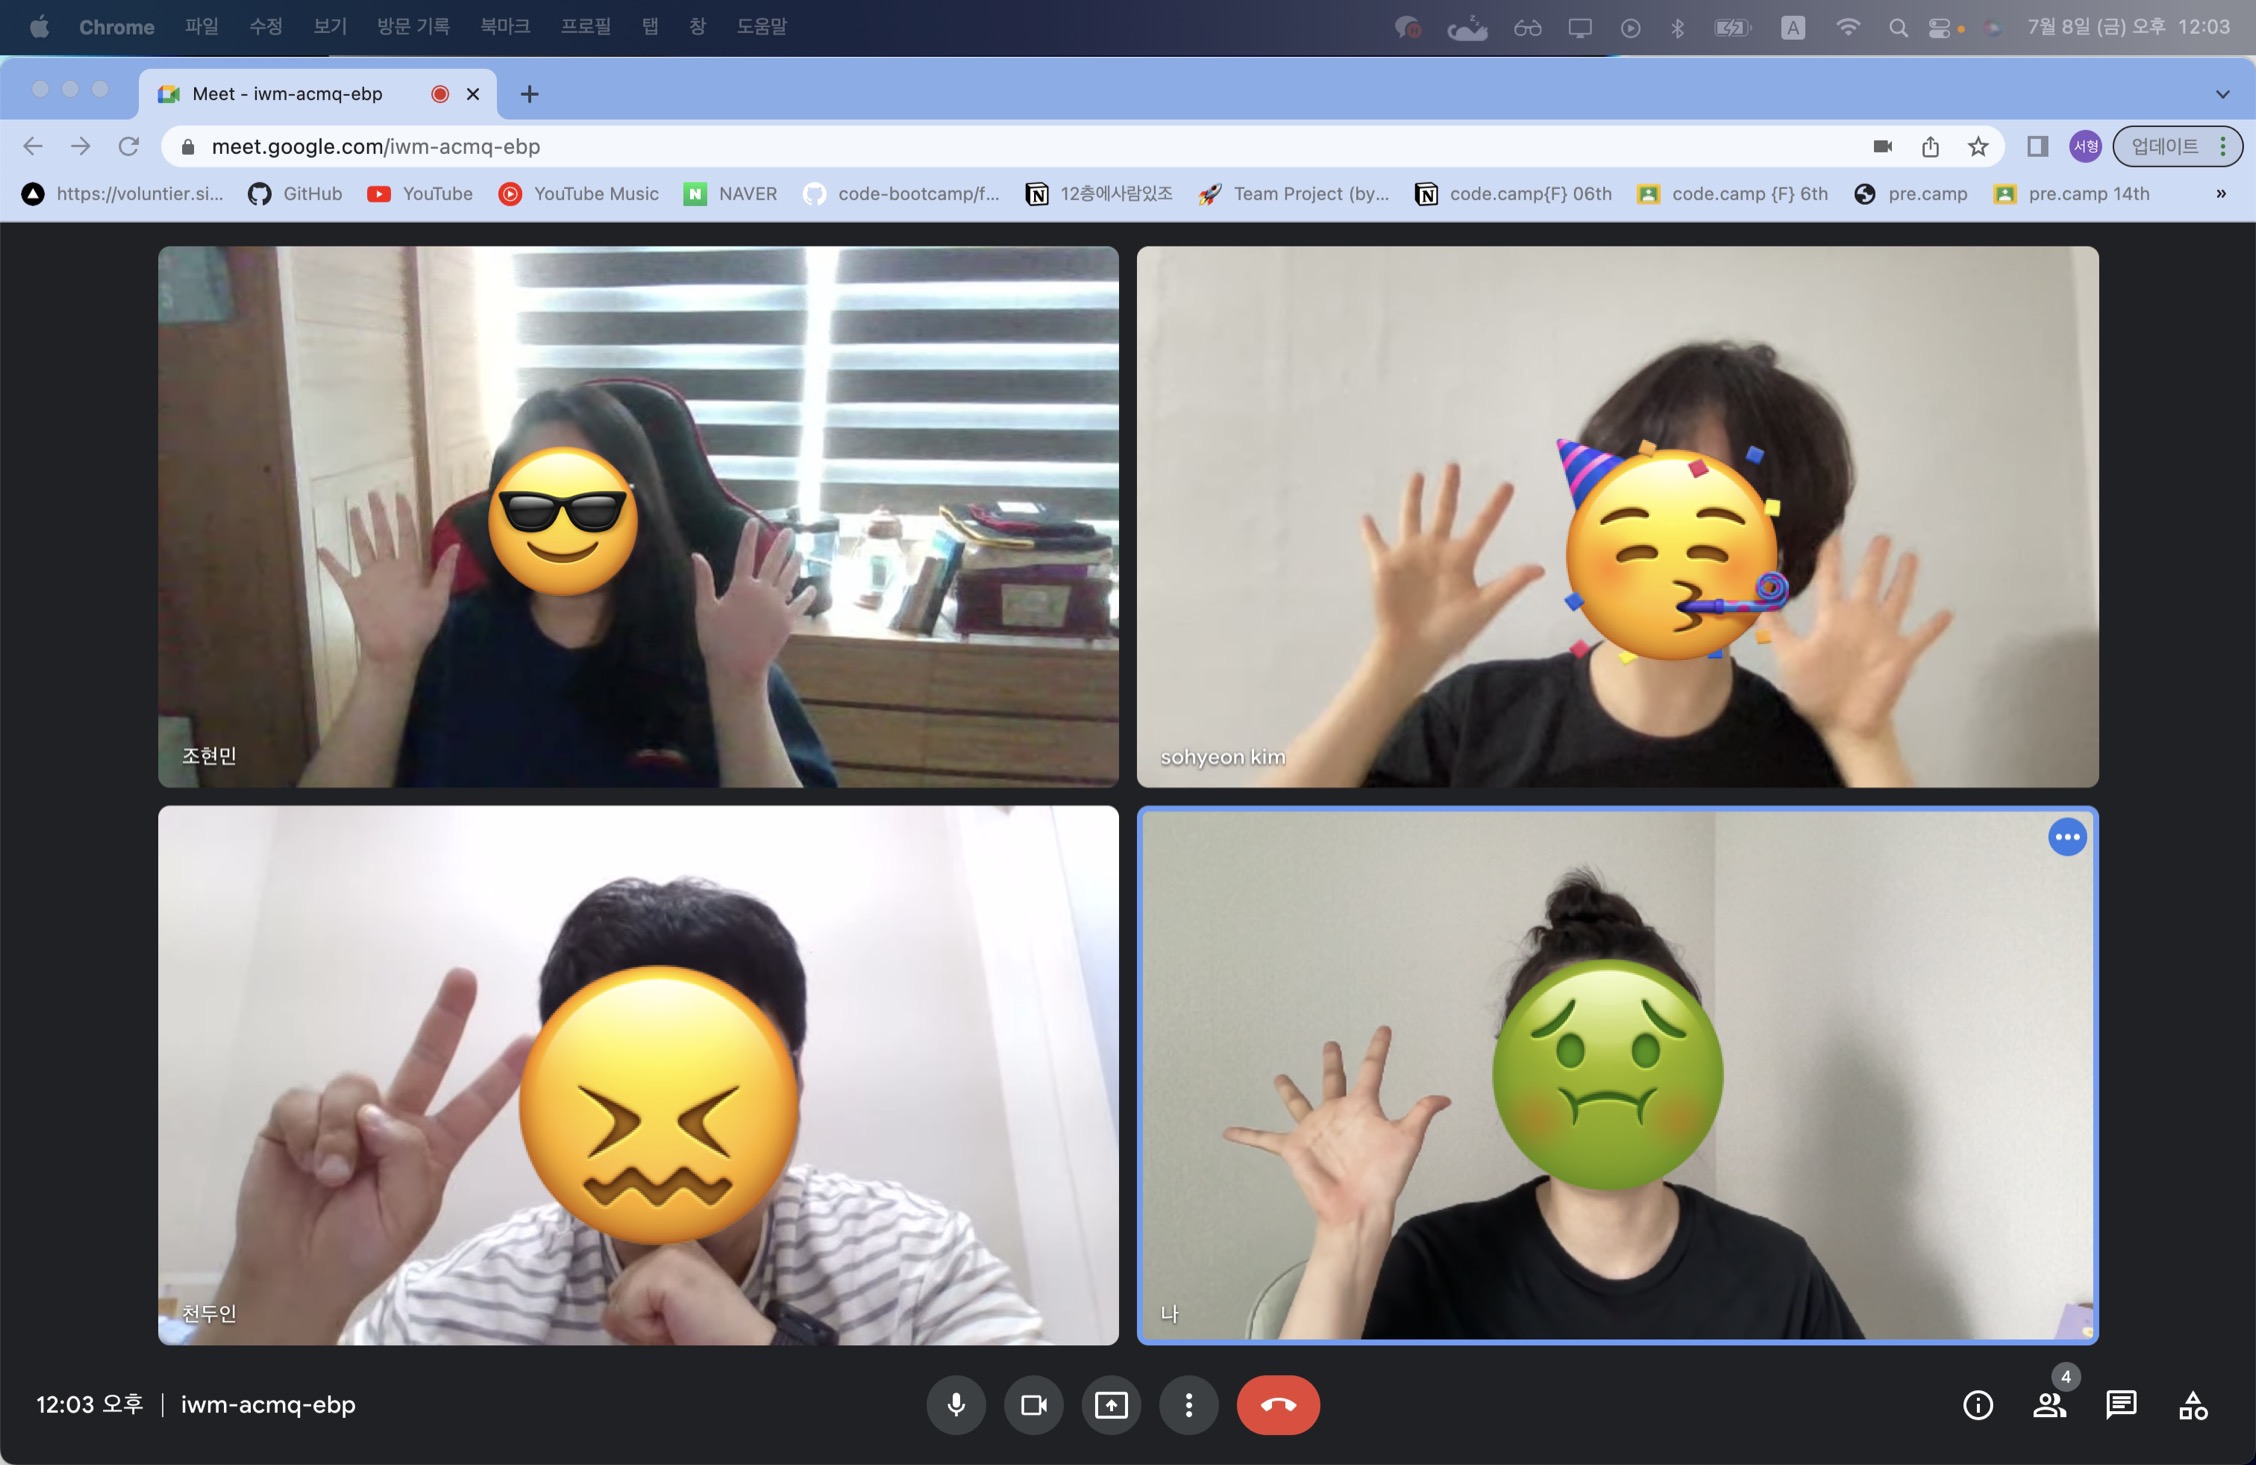 Chrome 파일 수정 보기 방문 기록 북마크 프로필 탭 창 도움말 A 7월 8일 (금) 오후 12:03
Meet - iwm-acmq-ebp
meet.google.com/iwm-acmq-ebp 서형 업데이트
https://voluntier.si... GitHub YouTube YouTube Music N NAVER code-bootcamp/f... 12층에사람있조 Team Project (by... code.camp{F} 06th code.camp {F} 6th pre.camp pre.camp 14th »
조현민
sohyeon kim
천두인
나
12:03 오후 | iwm-acmq-ebp
4